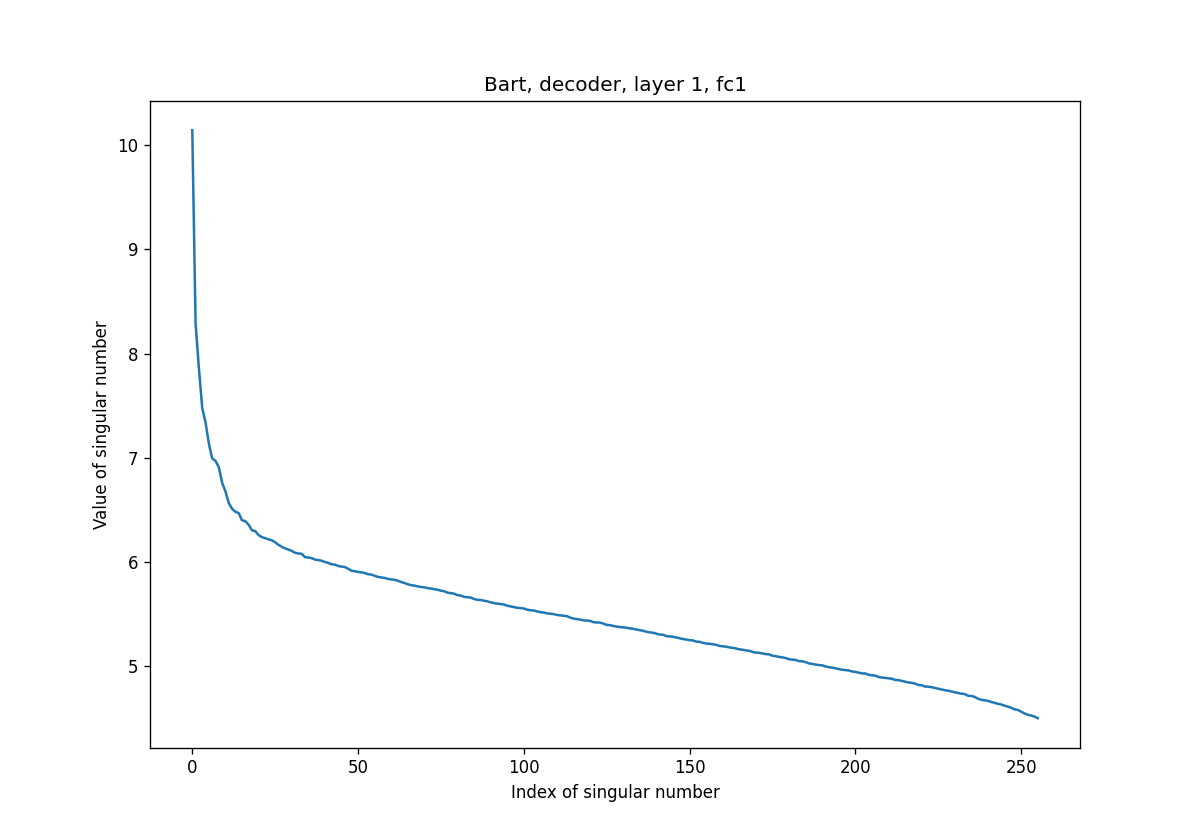 Bart, decoder, layer 1, fc1
10
9
8
7
6
5
Value of singular number
0 50 100 150 200 250
Index of singular number